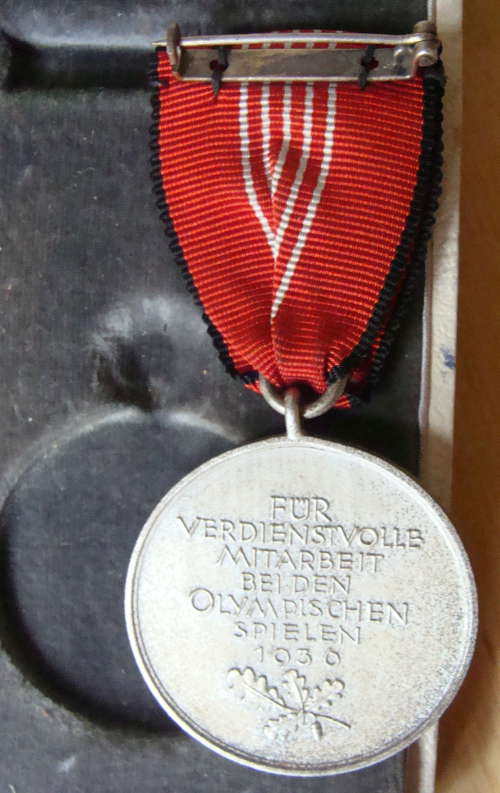 FÜR
VERDIENSTVOLLE
MITARBEIT
BEI DEN
OLYMPISCHEN
SPIELEN
1936